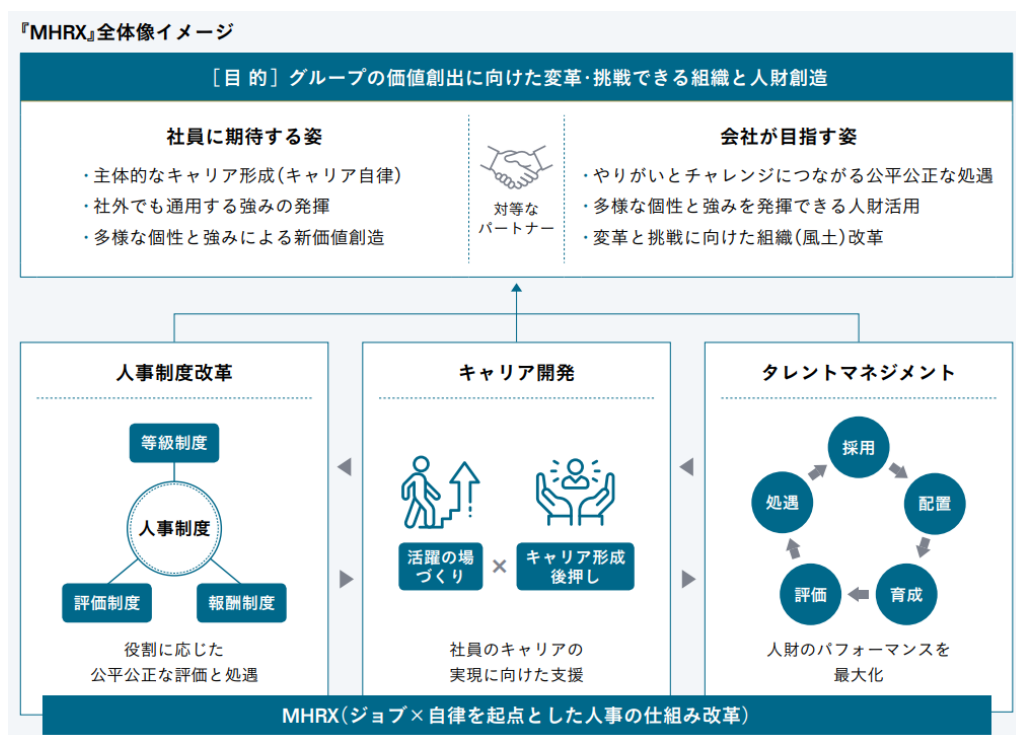 『MHRX』全体像イメージ
［目 的］グループの価値創出に向けた変革・挑戦できる組織と人財創造
社員に期待する姿
・主体的なキャリア形成（キャリア自律）
・社外でも通用する強みの発揮
・多様な個性と強みによる新価値創造
対等な
パートナー
会社が目指す姿
・やりがいとチャレンジにつながる公平公正な処遇
・多様な個性と強みを発揮できる人財活用
・変革と挑戦に向けた組織（風土）改革
人事制度改革
等級制度
人事制度
評価制度
報酬制度
役割に応じた
公平公正な評価と処遇
キャリア開発
活躍の場
づくり
×
キャリア形成
後押し
社員のキャリアの
実現に向けた支援
タレントマネジメント
採用
配置
育成
評価
処遇
人財のパフォーマンスを
最大化
MHRX（ジョブ×自律を起点とした人事の仕組み改革）